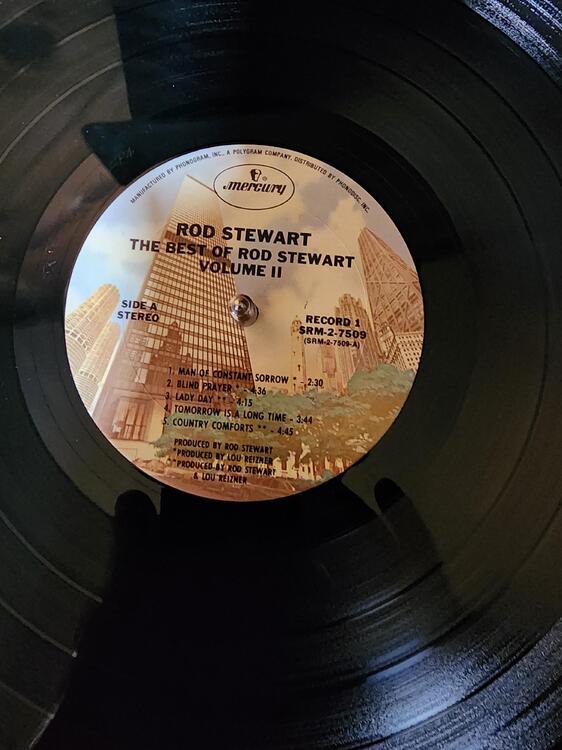 MANUFACTURED BY PHONOGRAM, INC., A POLYGRAM COMPANY, DISTRIBUTED BY PHONODISC, INC.
mercury ®
ROD STEWART
THE BEST OF ROD STEWART
VOLUME II
SIDE A
STEREO
RECORD 1
SRM-2-7509
(SRM-2-7509-A)
1. MAN OF CONSTANT SORROW * - 2:30
2. BLIND PRAYER * - 4:36
3. LADY DAY ** - 4:15
4. TOMORROW IS A LONG TIME - 3:44
5. COUNTRY COMFORTS ** - 4:45
PRODUCED BY ROD STEWART
*PRODUCED BY LOU REIZNER
**PRODUCED BY ROD STEWART
& LOU REIZNER